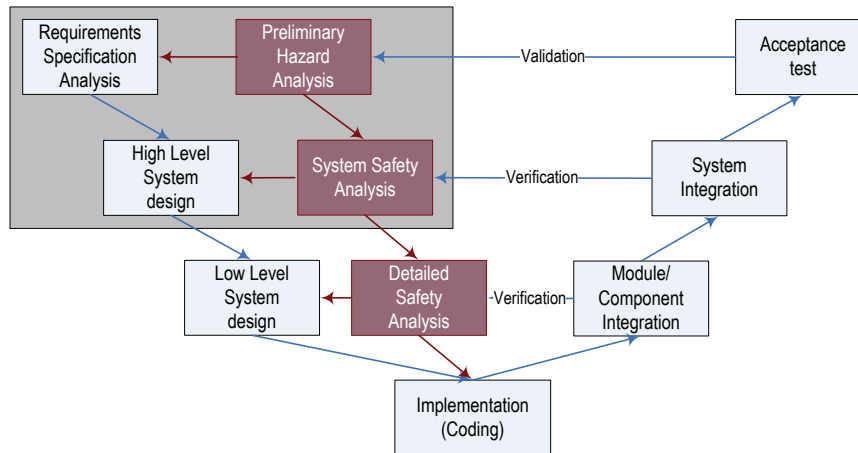 Requirements
Specification
Analysis
Preliminary
Hazard
Analysis
Validation
Acceptance
test
High Level
System
design
System Safety
Analysis
Verification
System
Integration
Low Level
System
design
Detailed
Safety
Analysis
Verification
Module/
Component
Integration
Implementation
(Coding)